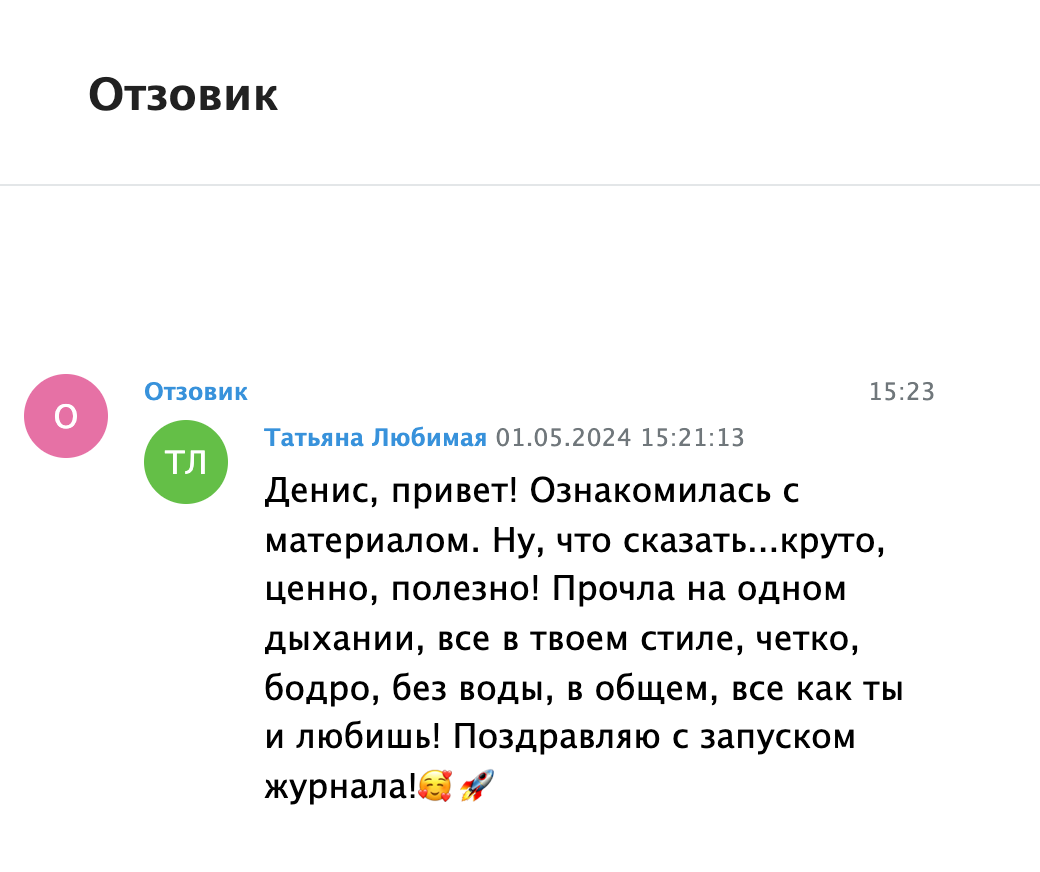 Отзовик
О
Отзовик 15:23
ТЛ
Татьяна Любимая 01.05.2024 15:21:13
Денис, привет! Ознакомилась с
материалом. Ну, что сказать...круто,
ценно, полезно! Прочла на одном
дыхании, все в твоем стиле, четко,
бодро, без воды, в общем, все как ты
и любишь! Поздравляю с запуском
журнала!🥰🚀